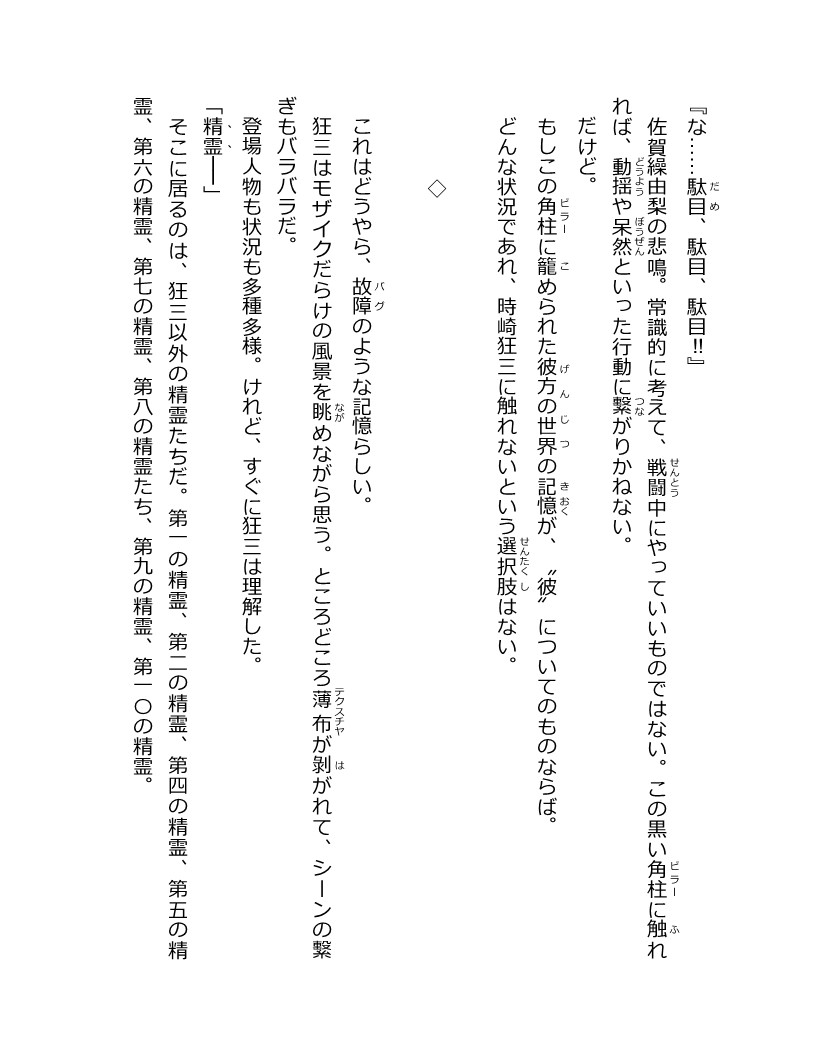 『な……駄目、駄目、駄目‼』
佐賀繰由梨の悲鳴。常識的に考えて、戦闘中にやっていいものではない。この黒い角柱に触れ
れば、動揺や呆然といった行動に繋がりかねない。
だけど。
もしこの角柱に籠められた彼方の世界の記憶が、〝彼〟についてのものならば。
どんな状況であれ、時崎狂三に触れないという選択肢はない。
◇
これはどうやら、故障のような記憶らしい。
狂三はモザイクだらけの風景を眺めながら思う。ところどころ薄布が剝がれて、シーンの繋
ぎもバラバラだ。
登場人物も状況も多種多様。けれど、すぐに狂三は理解した。
「精霊──」
そこに居るのは、狂三以外の精霊たちだ。第一の精霊、第二の精霊、第四の精霊、第五の精
霊、第六の精霊、第七の精霊、第八の精霊たち、第九の精霊、第一〇の精霊。